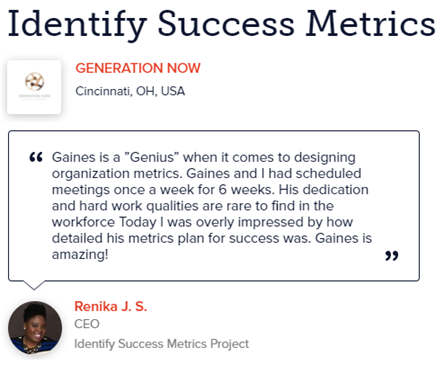 Identify Success Metrics
GENERATION NOW
Cincinnati, OH, USA
“ Gaines is a "Genius" when it comes to designing
organization metrics. Gaines and I had scheduled
meetings once a week for 6 weeks. His dedication
and hard work qualities are rare to find in the
workforce Today I was overly impressed by how
detailed his metrics plan for success was. Gaines is
amazing! ”
Renika J. S.
CEO
Identify Success Metrics Project